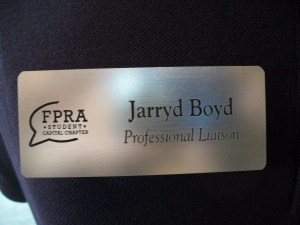 FPRA
★STUDENT★
CAPITAL CHAPTER
Jarryd Boyd
Professional Liaison